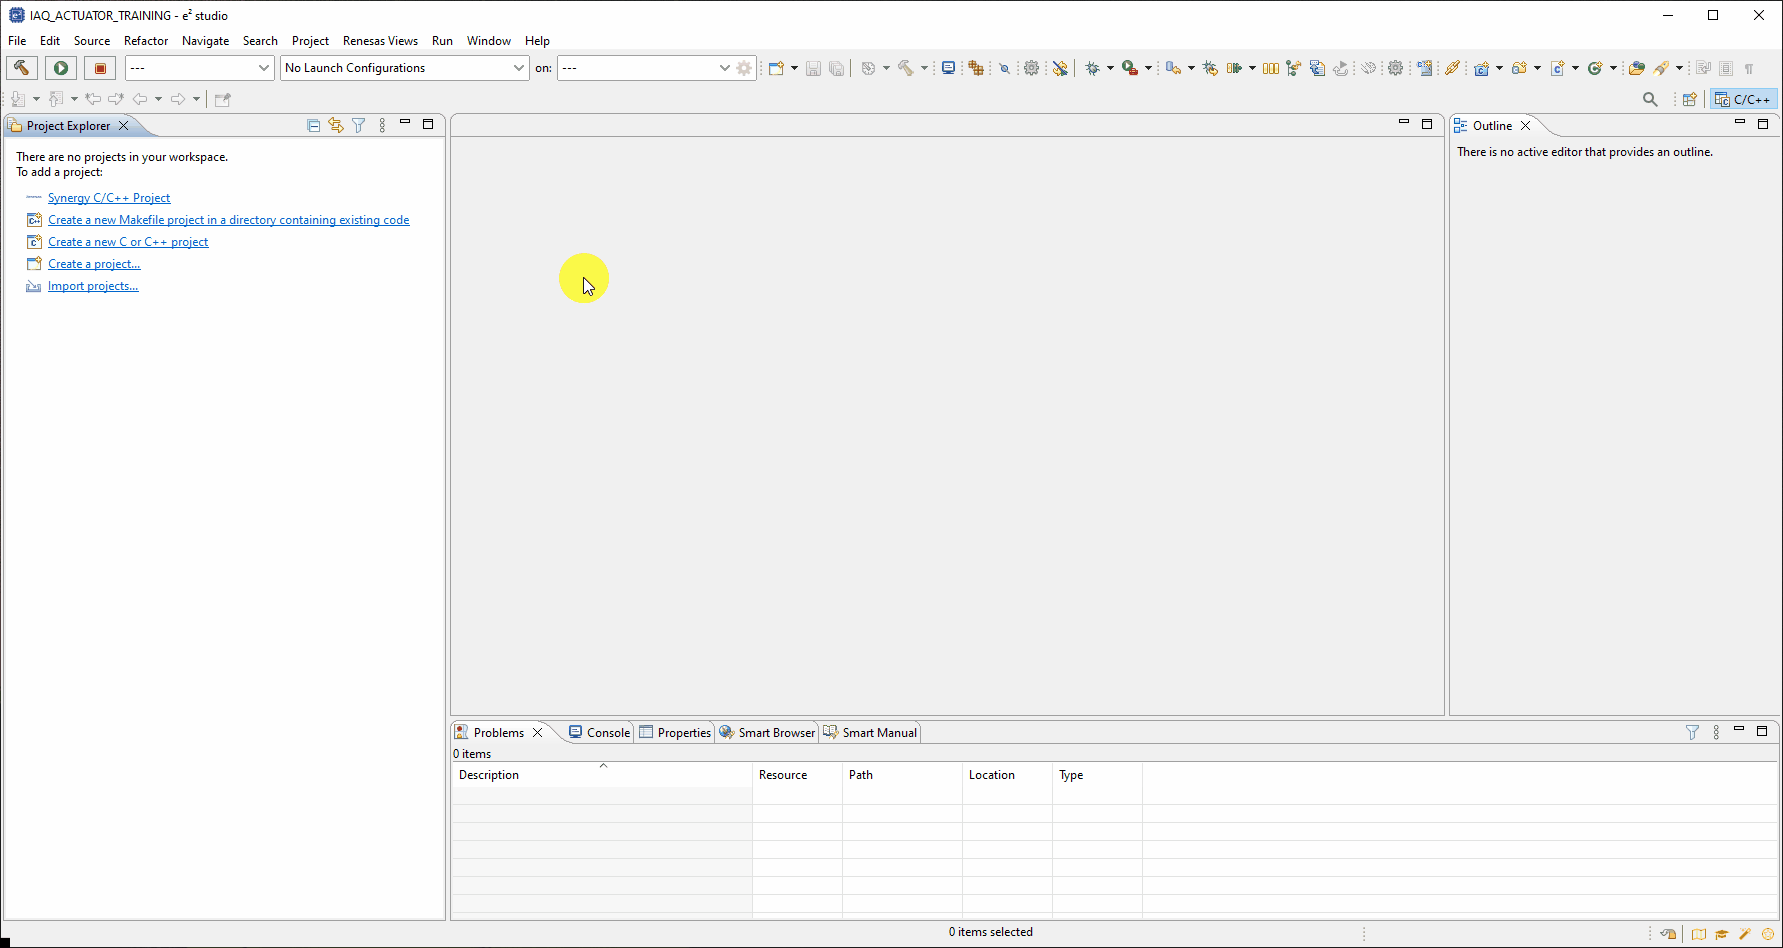 IAQ_ACTUATOR_TRAINING - e² studio
File Edit Source Refactor Navigate Search Project Renesas Views Run Window Help
--- No Launch Configurations on: ---
C/C++
Project Explorer
Outline
There are no projects in your workspace.
To add a project:
Synergy C/C++ Project
Create a new Makefile project in a directory containing existing code
Create a new C or C++ project
Create a project...
Import projects...
There is no active editor that provides an outline.
Problems Console Properties Smart Browser Smart Manual
0 items
Description Resource Path Location Type
0 items selected